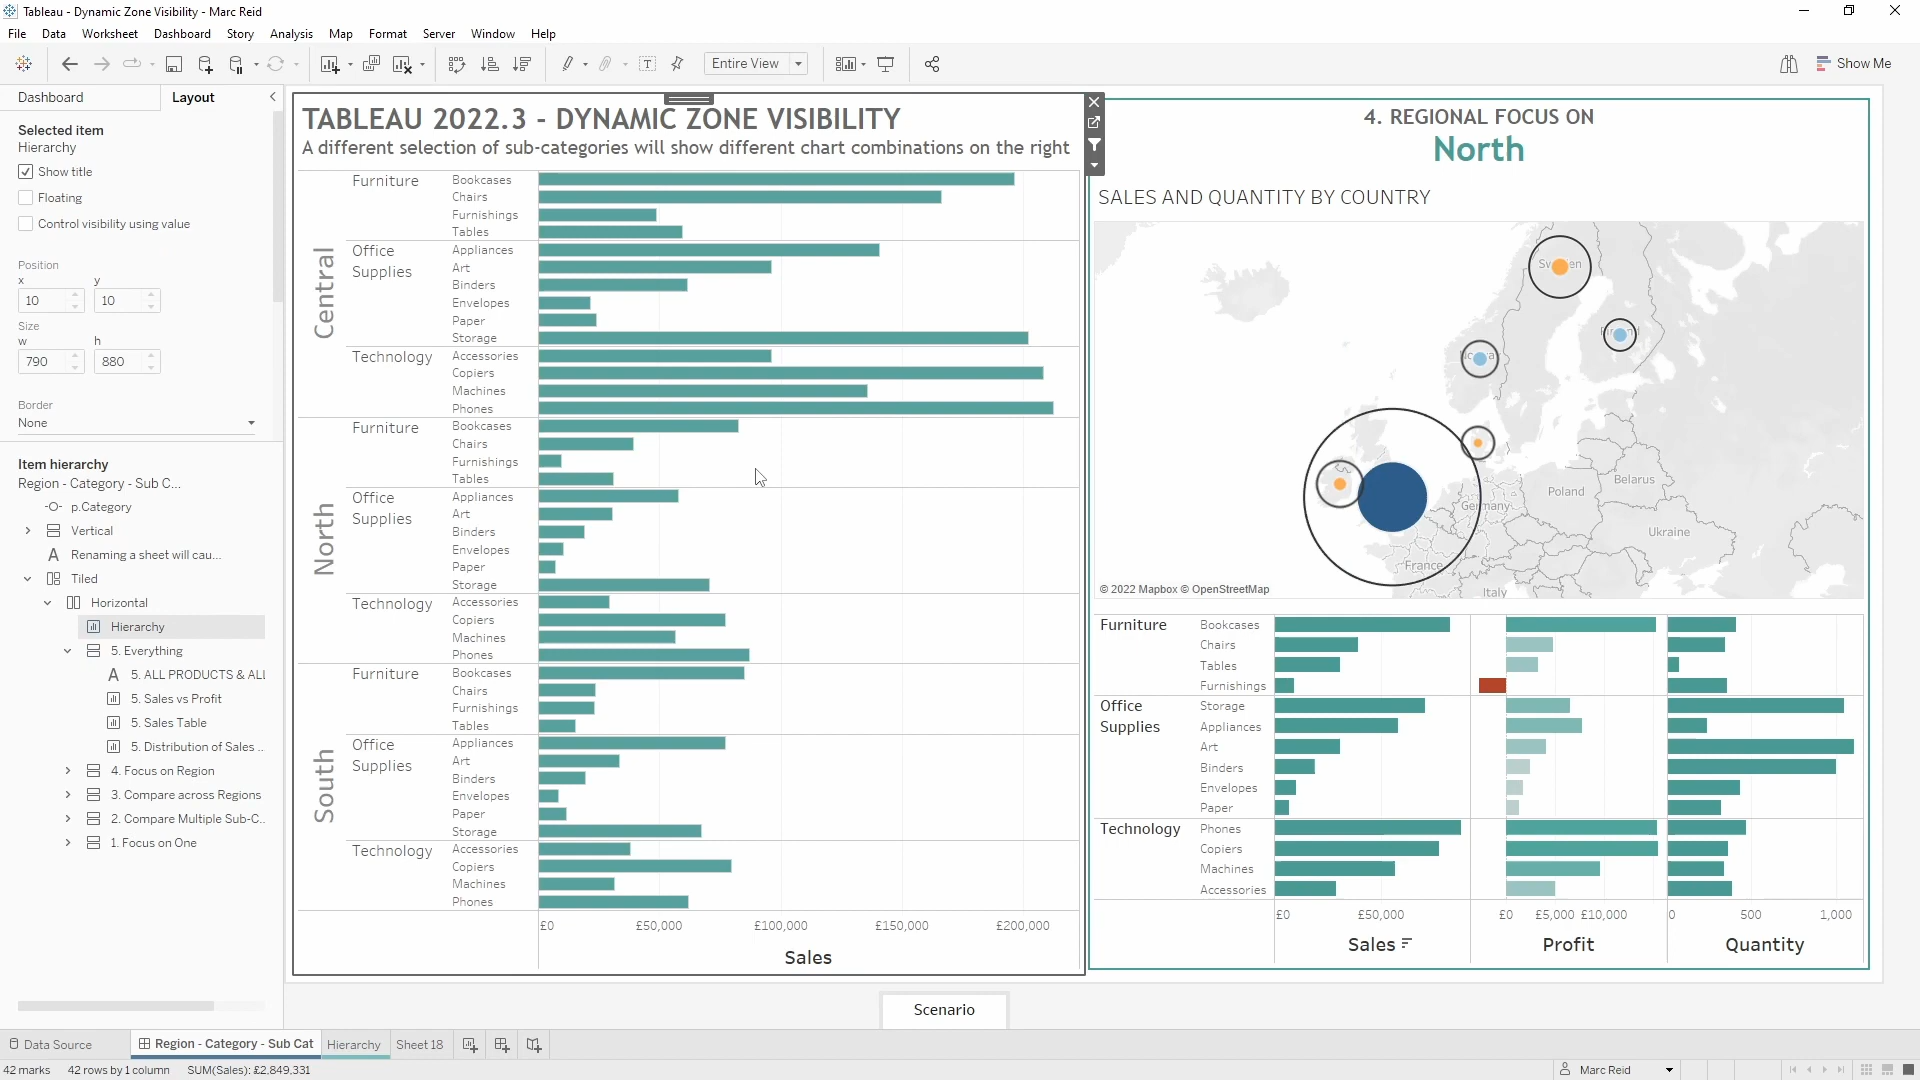 Tableau - Dynamic Zone Visibility - Marc Reid
File Data Worksheet Dashboard Story Analysis Map Format Server Window Help
Entire View
Show Me
Dashboard Layout
Selected item
Hierarchy
Show title
Floating
Control visibility using value
Position
x y
10 10
Size
w h
790 880
Border
None
Item hierarchy
Region - Category - Sub C...
p.Category
Vertical
Renaming a sheet will cau...
Tiled
Horizontal
Hierarchy
5. Everything
5. ALL PRODUCTS & ALL
5. Sales vs Profit
5. Sales Table
5. Distribution of Sales ..
4. Focus on Region
3. Compare across Regions
2. Compare Multiple Sub-C..
1. Focus on One
TABLEAU 2022.3 - DYNAMIC ZONE VISIBILITY
A different selection of sub-categories will show different chart combinations on the right
Central
Furniture Bookcases
Chairs
Furnishings
Tables
Office Supplies Appliances
Art
Binders
Envelopes
Paper
Storage
Technology Accessories
Copiers
Machines
Phones
North
Furniture Bookcases
Chairs
Furnishings
Tables
Office Supplies Appliances
Art
Binders
Envelopes
Paper
Storage
Technology Accessories
Copiers
Machines
Phones
South
Furniture Bookcases
Chairs
Furnishings
Tables
Office Supplies Appliances
Art
Binders
Envelopes
Paper
Storage
Technology Accessories
Copiers
Machines
Phones
£0 £50,000 £100,000 £150,000 £200,000
Sales
4. REGIONAL FOCUS ON
North
SALES AND QUANTITY BY COUNTRY
Poland
Belarus
Germany
Ukraine
France
Italy
© 2022 Mapbox © OpenStreetMap
Furniture Bookcases
Chairs
Tables
Furnishings
Office Supplies Storage
Appliances
Art
Binders
Envelopes
Paper
Technology Phones
Copiers
Machines
Accessories
£0 £50,000 £0 £5,000 £10,000 0 500 1,000
Sales Profit Quantity
Scenario
Data Source Region - Category - Sub Cat Hierarchy Sheet 18
42 marks 42 rows by 1 column SUM(Sales): £2,849,331
Marc Reid